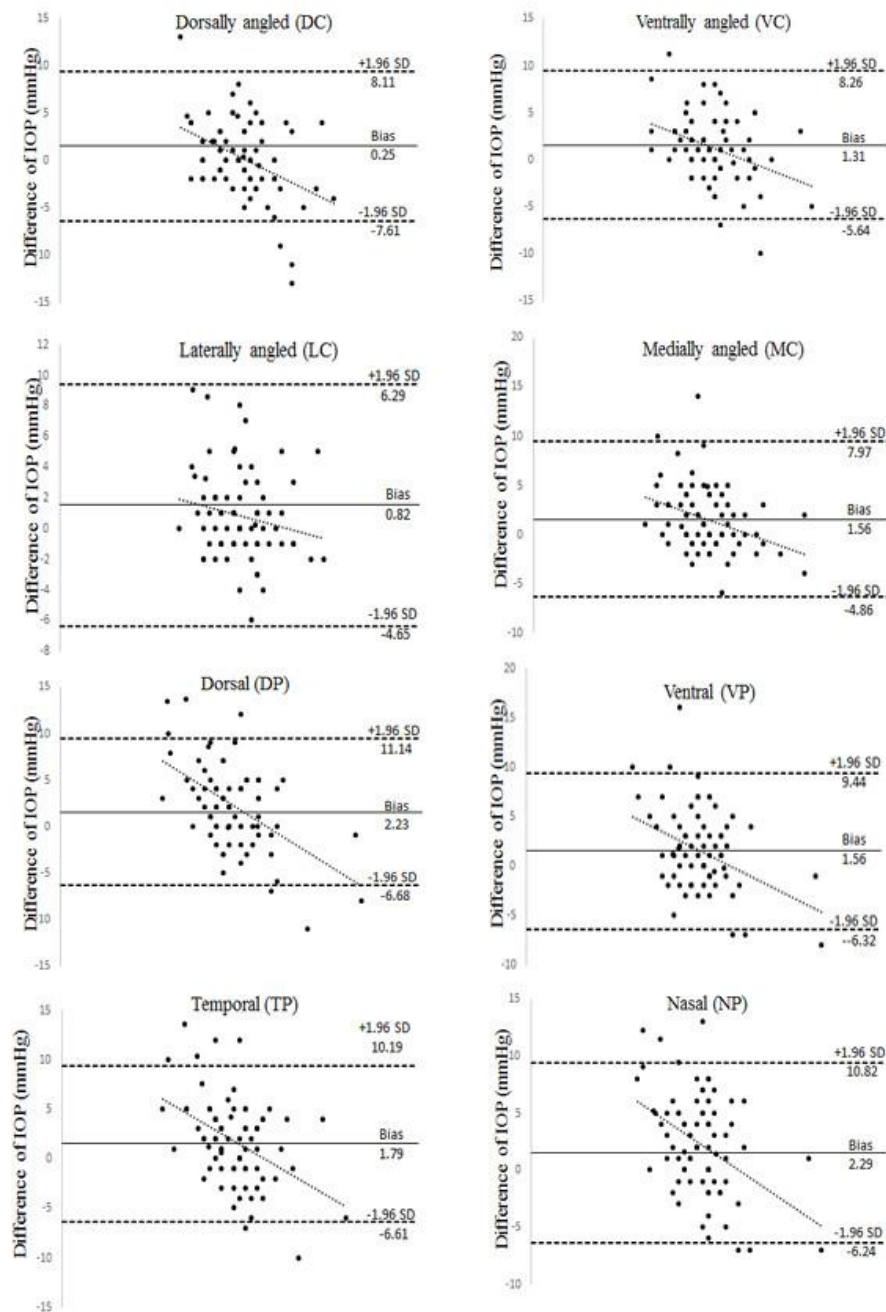 Dorsally angled (DC)
Difference of IOP (mmHg)
15
10
5
0
-5
-10
-15
+1.96 SD
8.11
Bias
0.25
-1.96 SD
-7.61
Ventrally angled (VC)
Difference of IOP (mmHg)
15
10
5
0
-5
-10
-15
+1.96 SD
8.26
Bias
1.31
-1.96 SD
-5.64
Laterally angled (LC)
Difference of IOP (mmHg)
12
10
8
6
4
2
0
-2
-4
-6
-8
+1.96 SD
6.29
Bias
0.82
-1.96 SD
-4.65
Medially angled (MC)
Difference of IOP (mmHg)
20
15
10
5
0
-5
-10
+1.96 SD
7.97
Bias
1.56
-1.96 SD
-4.86
Dorsal (DP)
Difference of IOP (mmHg)
15
10
5
0
-5
-10
-15
+1.96 SD
11.14
Bias
2.23
-1.96 SD
-6.68
Ventral (VP)
Difference of IOP (mmHg)
20
15
10
5
0
-5
-10
+1.96 SD
9.44
Bias
1.56
-1.96 SD
--6.32
Temporal (TP)
Difference of IOP (mmHg)
15
10
5
0
-5
-10
-15
+1.96 SD
10.19
Bias
1.79
-1.96 SD
-6.61
Nasal (NP)
Difference of IOP (mmHg)
15
10
5
0
-5
-10
+1.96 SD
10.82
Bias
2.29
-1.96 SD
-6.24